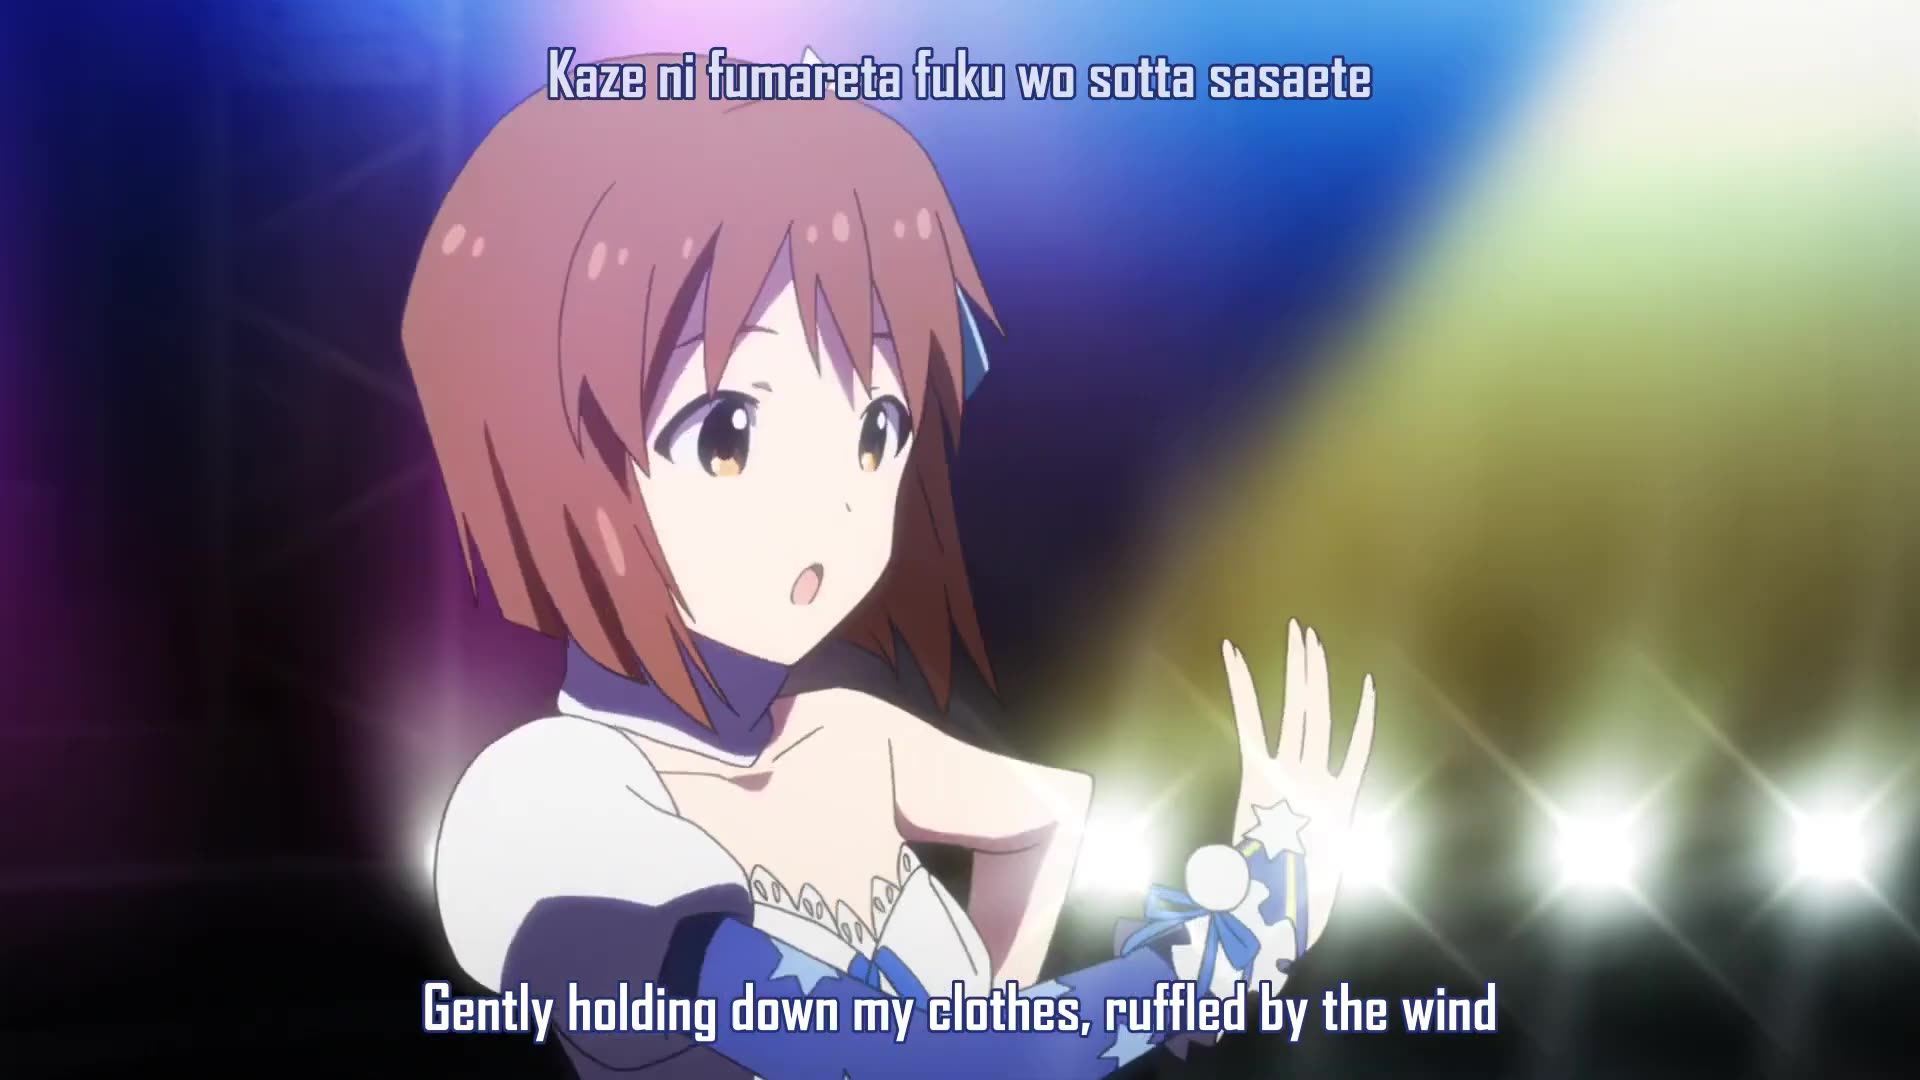 Kaze ni fumareta fuku wo sotta sasaete
Gently holding down my clothes, ruffled by the wind